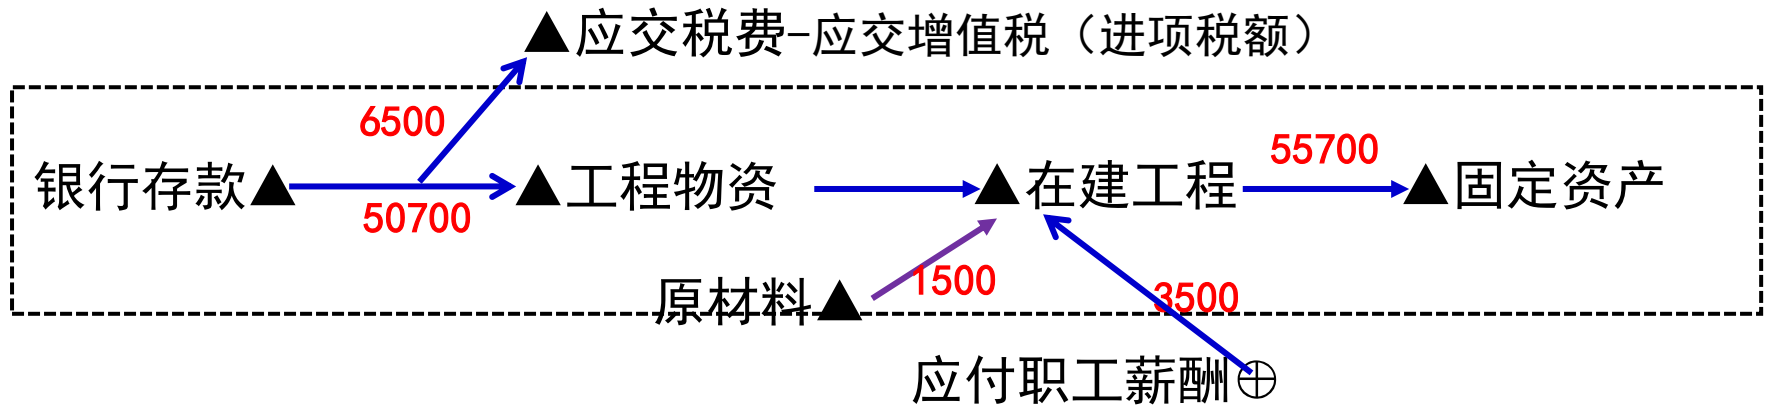 ▲应交税费–应交增值税（进项税额）
6500
银行存款▲ ▲工程物资 ▲在建工程 55700 ▲固定资产
50700
原材料▲ 1500 3500
应付职工薪酬⊕